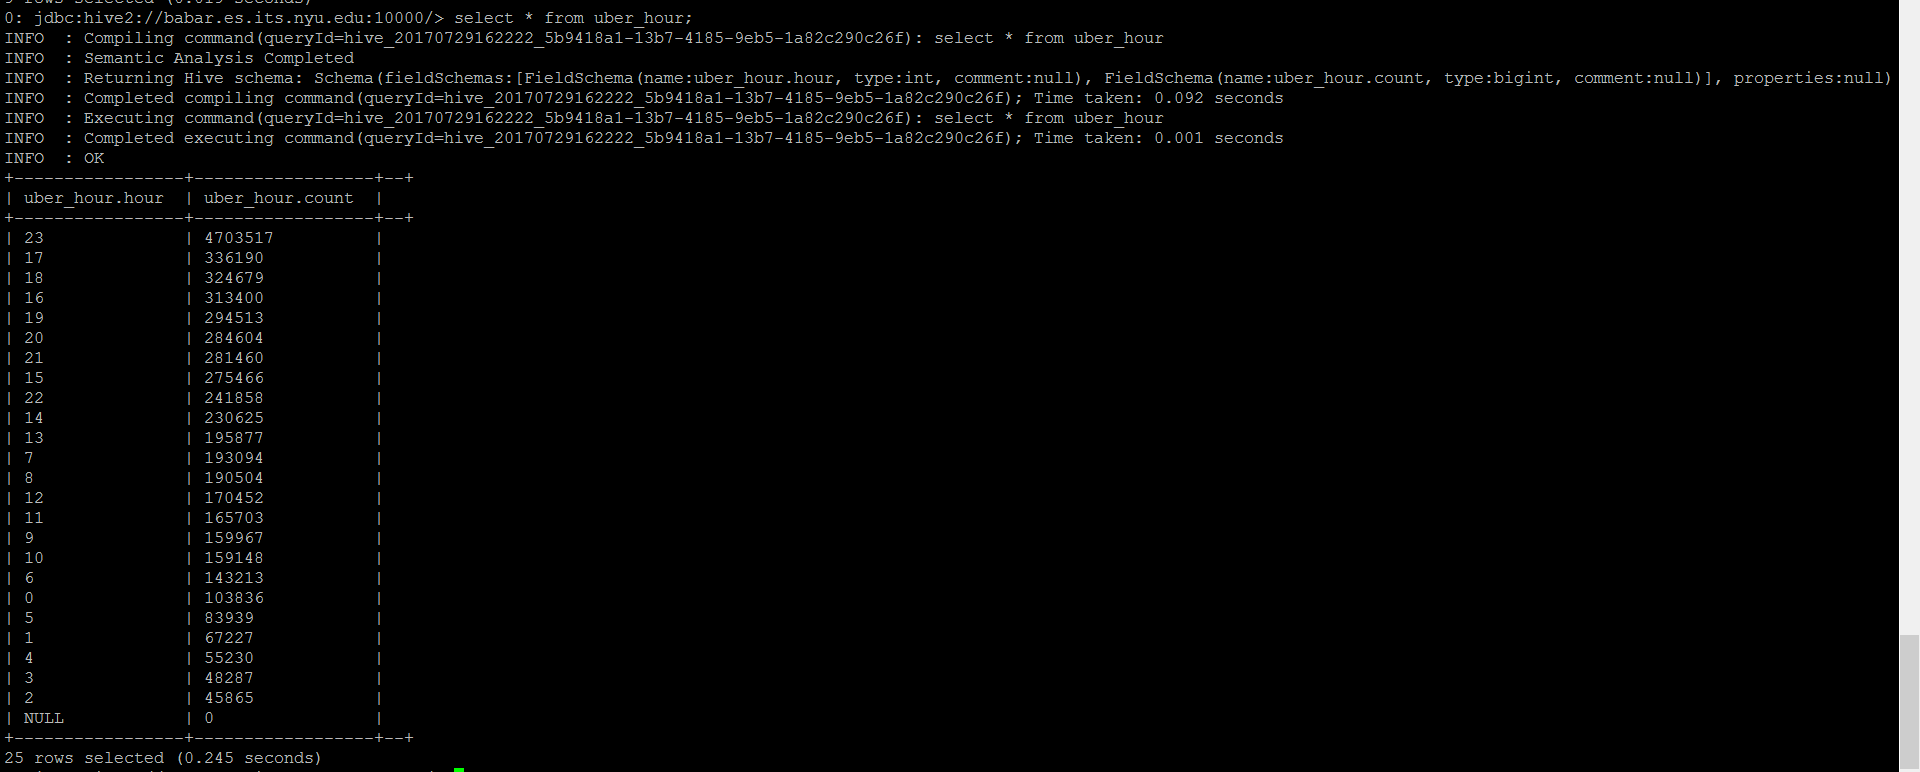 9 rows selected (0.019 seconds)
0: jdbc:hive2://babar.es.its.nyu.edu:10000/> select * from uber_hour;
INFO  : Compiling command(queryId=hive_20170729162222_5b9418a1-13b7-4185-9eb5-1a82c290c26f): select * from uber_hour
INFO  : Semantic Analysis Completed
INFO  : Returning Hive schema: Schema(fieldSchemas:[FieldSchema(name:uber_hour.hour, type:int, comment:null), FieldSchema(name:uber_hour.count, type:bigint, comment:null)], properties:null)
INFO  : Completed compiling command(queryId=hive_20170729162222_5b9418a1-13b7-4185-9eb5-1a82c290c26f); Time taken: 0.092 seconds
INFO  : Executing command(queryId=hive_20170729162222_5b9418a1-13b7-4185-9eb5-1a82c290c26f): select * from uber_hour
INFO  : Completed executing command(queryId=hive_20170729162222_5b9418a1-13b7-4185-9eb5-1a82c290c26f); Time taken: 0.001 seconds
INFO  : OK
+-----------------+------------------+--+
| uber_hour.hour  | uber_hour.count  |
+-----------------+------------------+--+
| 23              | 4703517          |
| 17              | 336190           |
| 18              | 324679           |
| 16              | 313400           |
| 19              | 294513           |
| 20              | 284604           |
| 21              | 281460           |
| 15              | 275466           |
| 22              | 241858           |
| 14              | 230625           |
| 13              | 195877           |
| 7               | 193094           |
| 8               | 190504           |
| 12              | 170452           |
| 11              | 165703           |
| 9               | 159967           |
| 10              | 159148           |
| 6               | 143213           |
| 0               | 103836           |
| 5               | 83939            |
| 1               | 67227            |
| 4               | 55230            |
| 3               | 48287            |
| 2               | 45865            |
| NULL            | 0                |
+-----------------+------------------+--+
25 rows selected (0.245 seconds)